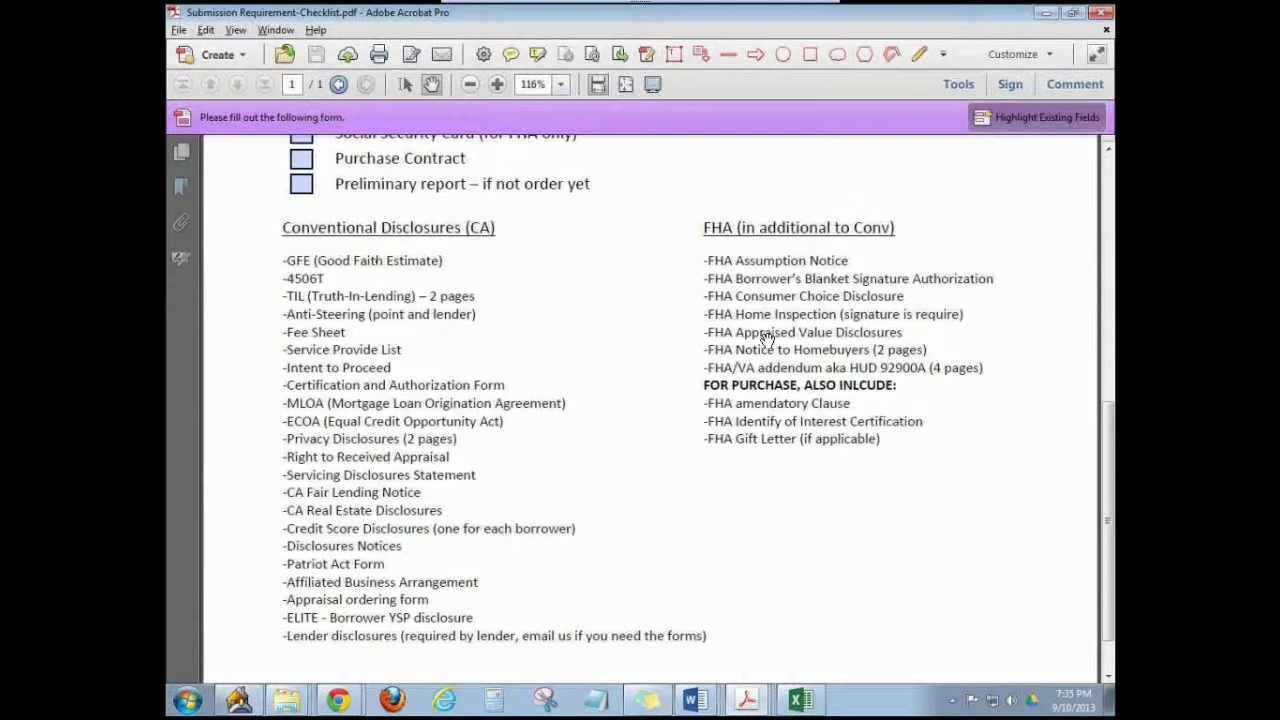 Submission Requirement-Checklist.pdf - Adobe Acrobat Pro
File Edit View Window Help
Create Customize
1 / 1 116% Tools Sign Comment
Please fill out the following form. Highlight Existing Fields
Social Security Card (for FHA only)
Purchase Contract
Preliminary report – if not order yet
Conventional Disclosures (CA)
-GFE (Good Faith Estimate)
-4506T
-TIL (Truth-In-Lending) – 2 pages
-Anti-Steering (point and lender)
-Fee Sheet
-Service Provide List
-Intent to Proceed
-Certification and Authorization Form
-MLOA (Mortgage Loan Origination Agreement)
-ECOA (Equal Credit Opportunity Act)
-Privacy Disclosures (2 pages)
-Right to Received Appraisal
-Servicing Disclosures Statement
-CA Fair Lending Notice
-CA Real Estate Disclosures
-Credit Score Disclosures (one for each borrower)
-Disclosures Notices
-Patriot Act Form
-Affiliated Business Arrangement
-Appraisal ordering form
-ELITE - Borrower YSP disclosure
-Lender disclosures (required by lender, email us if you need the forms)
FHA (in additional to Conv)
-FHA Assumption Notice
-FHA Borrower's Blanket Signature Authorization
-FHA Consumer Choice Disclosure
-FHA Home Inspection (signature is require)
-FHA Appraised Value Disclosures
-FHA Notice to Homebuyers (2 pages)
-FHA/VA addendum aka HUD 92900A (4 pages)
FOR PURCHASE, ALSO INLCUDE:
-FHA amendatory Clause
-FHA Identify of Interest Certification
-FHA Gift Letter (if applicable)
7:35 PM
9/10/2013